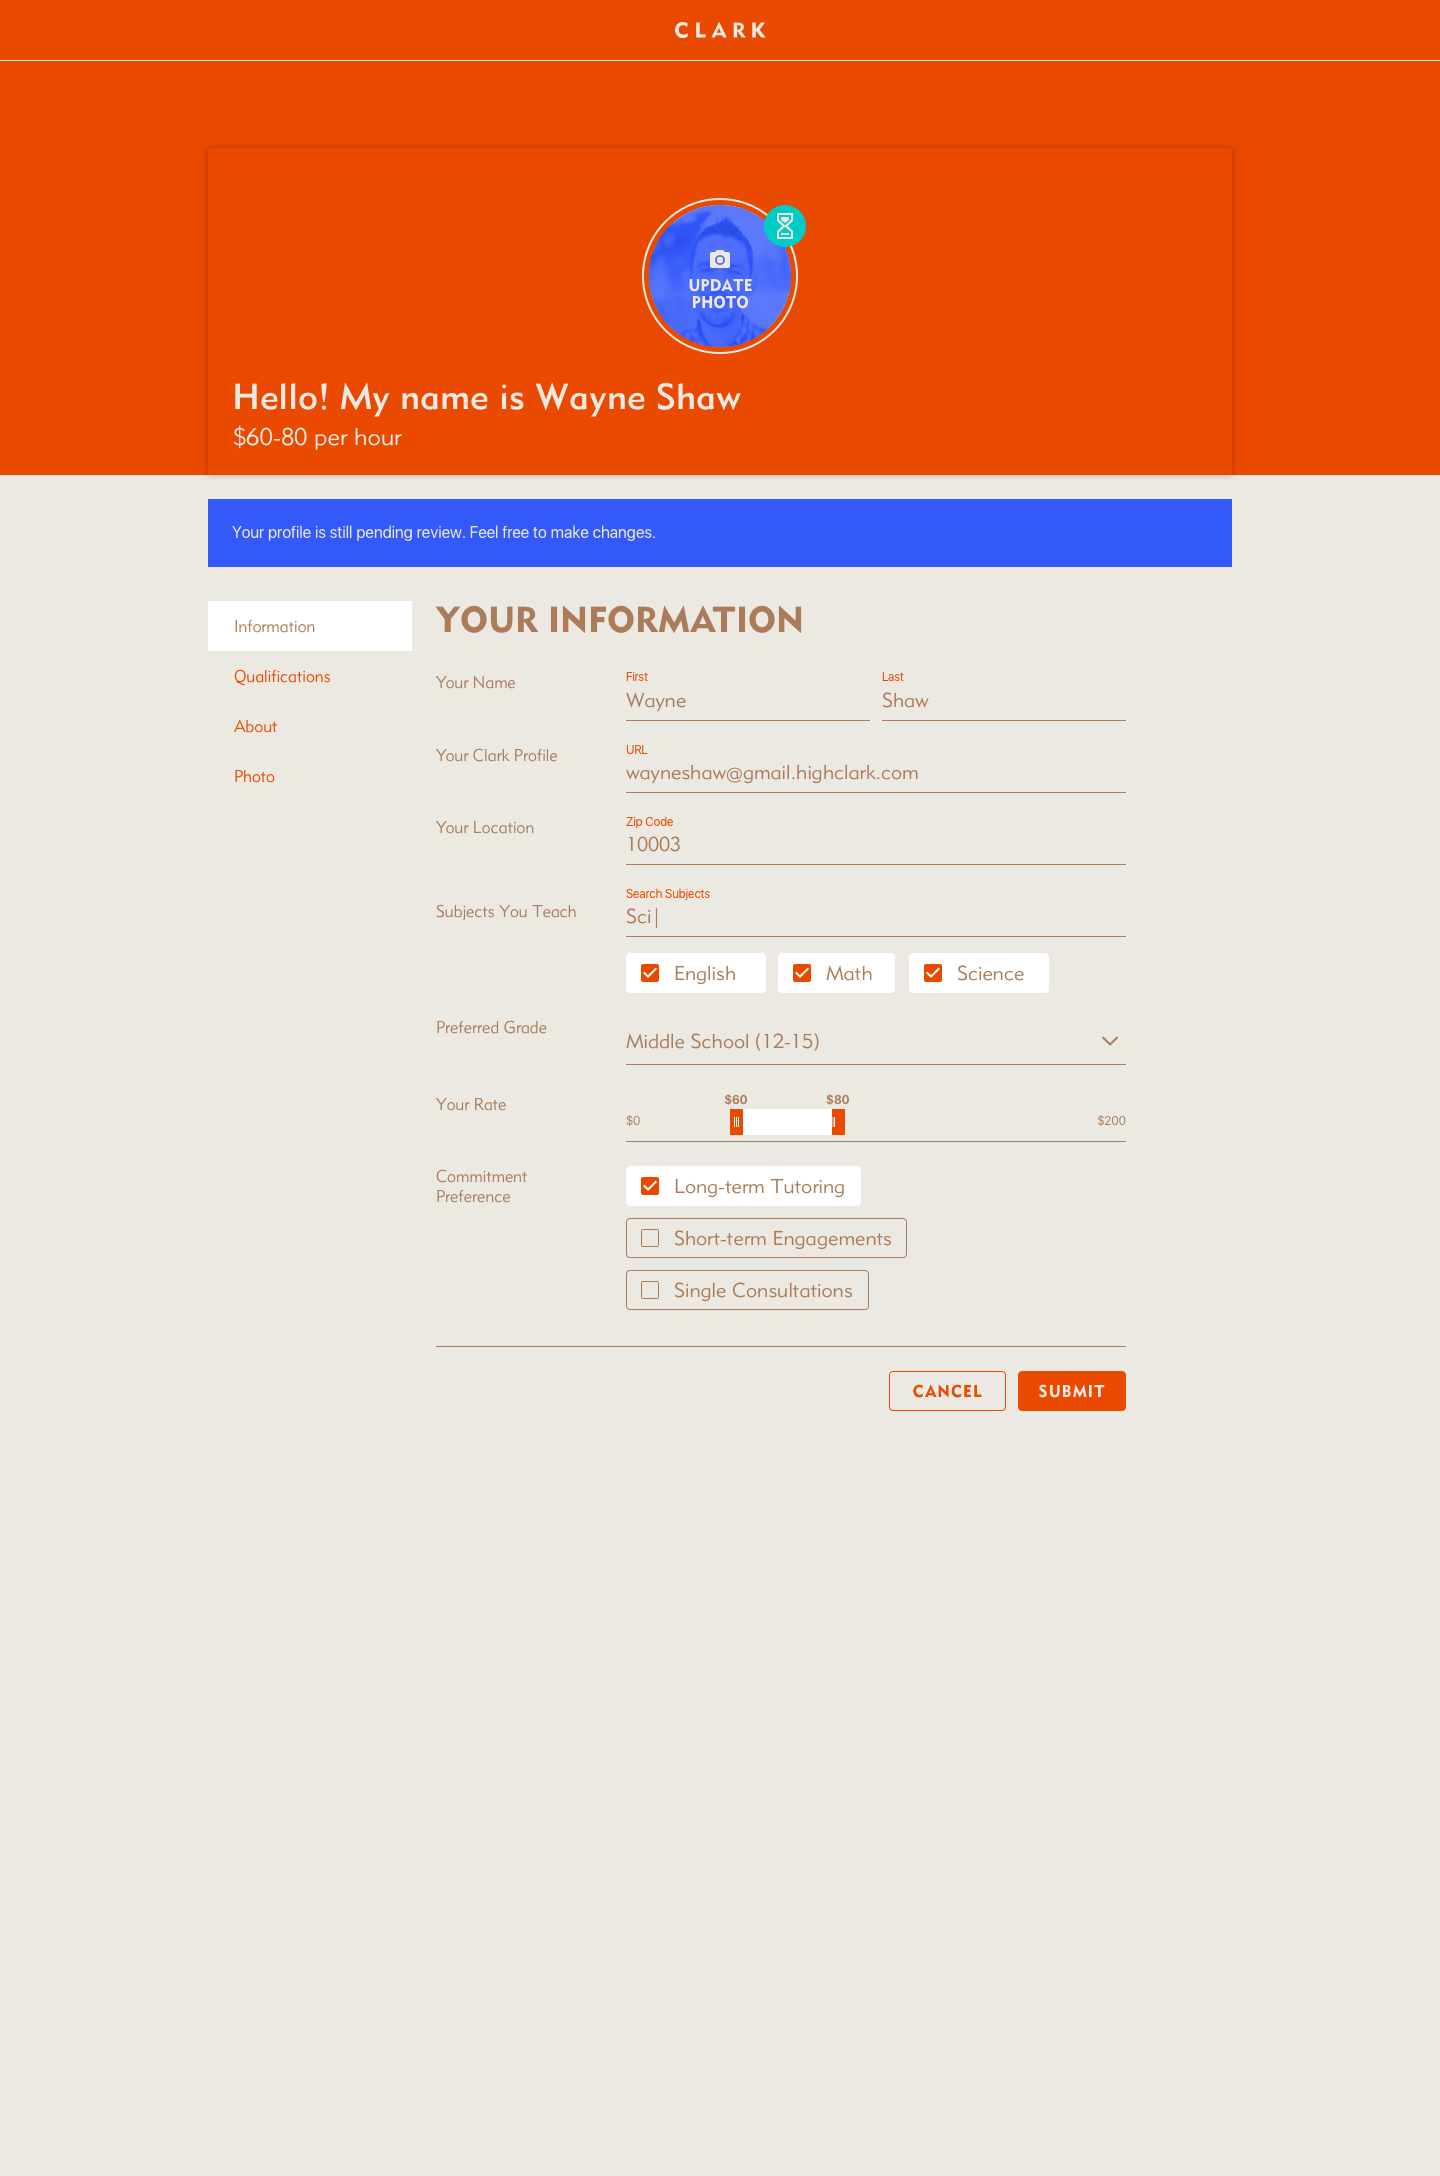 CLARK
UPDATE
PHOTO
Hello! My name is Wayne Shaw
$60-80 per hour
Your profile is still pending review. Feel free to make changes.
Information
Qualifications
About
Photo
YOUR INFORMATION
Your Name
First
Wayne
Last
Shaw
Your Clark Profile
URL
wayneshaw@gmail.highclark.com
Your Location
Zip Code
10003
Subjects You Teach
Search Subjects
Sci
English
Math
Science
Preferred Grade
Middle School (12-15)
Your Rate
$60
$80
$0
$200
Commitment
Preference
Long-term Tutoring
Short-term Engagements
Single Consultations
CANCEL
SUBMIT